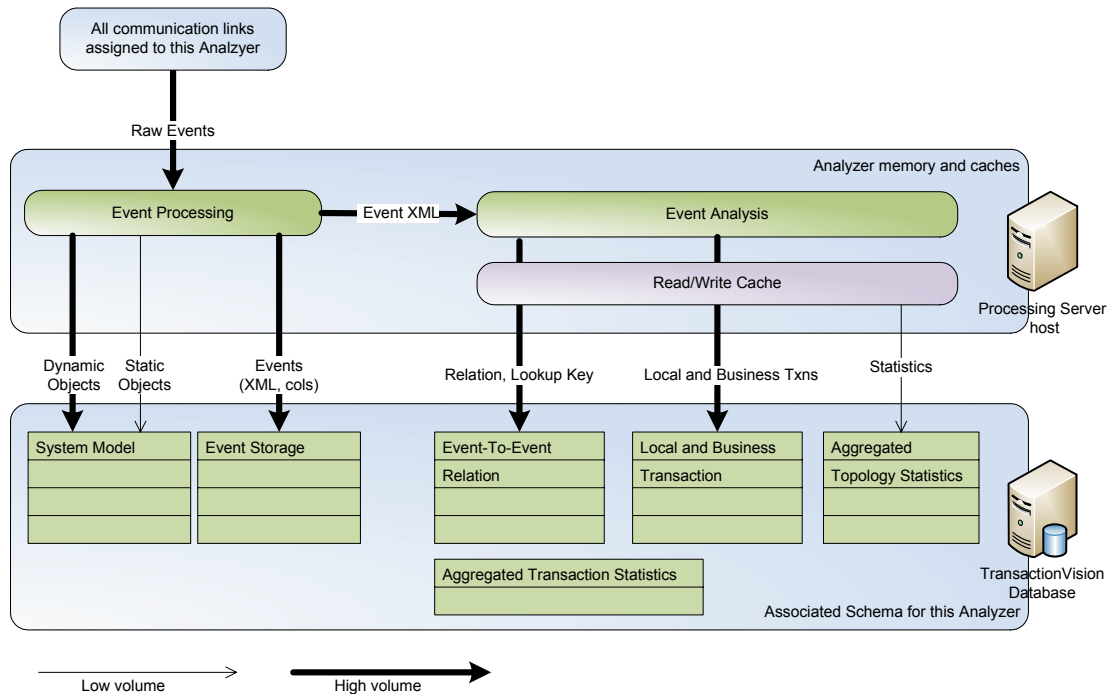 All communication links
assigned to this Analzyer
Raw Events
Analyzer memory and caches
Event Processing
Event XML
Event Analysis
Read/Write Cache
Processing Server
host
Dynamic
Objects
Static
Objects
Events
(XML, cols)
Relation, Lookup Key
Local and Business Txns
Statistics
System Model
Event Storage
Event-To-Event
Relation
Local and Business
Transaction
Aggregated
Topology Statistics
Aggregated Transaction Statistics
TransactionVision
Database
Associated Schema for this Analyzer
Low volume
High volume